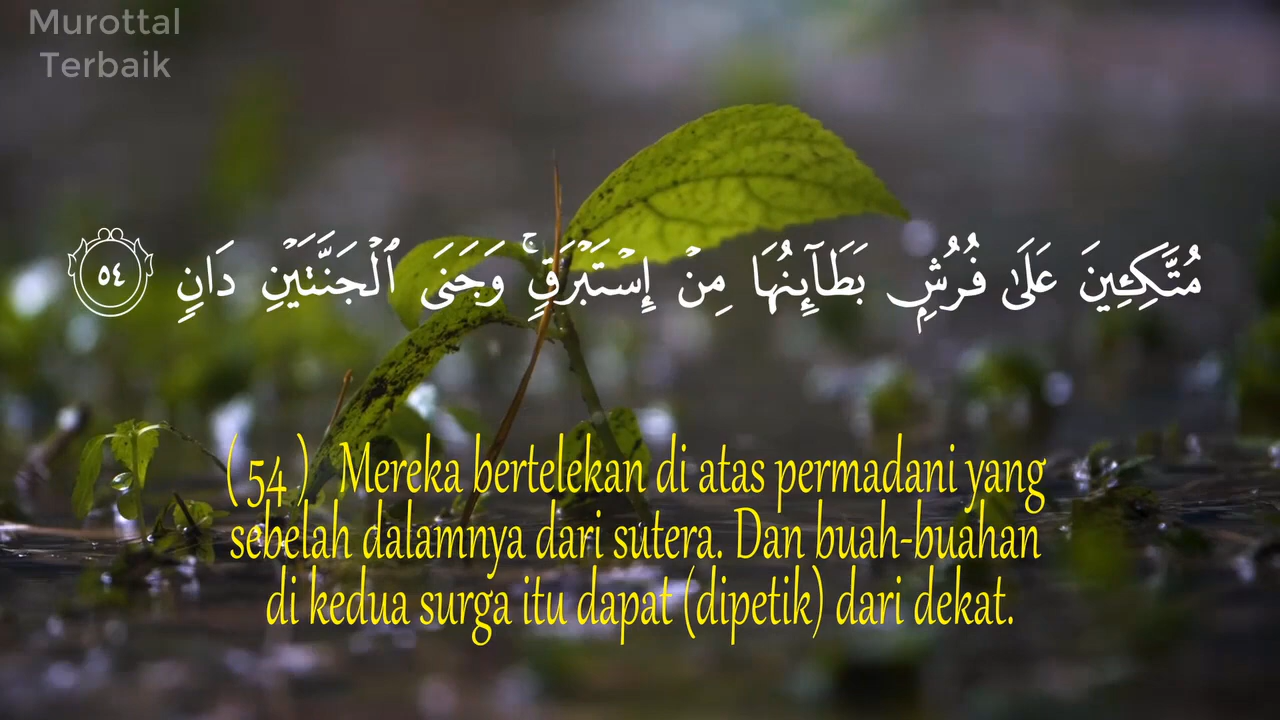 Murottal
Terbaik
مُتَّكِـِٔينَ عَلَىٰ فُرُشٍۭ بَطَآئِنُهَا مِنْ إِسْتَبْرَقٍۚ وَجَنَى ٱلْجَنَّتَيْنِ دَانٍ ٥٤
( 54 ) Mereka bertelekan di atas permadani yang
sebelah dalamnya dari sutera. Dan buah-buahan
di kedua surga itu dapat (dipetik) dari dekat.